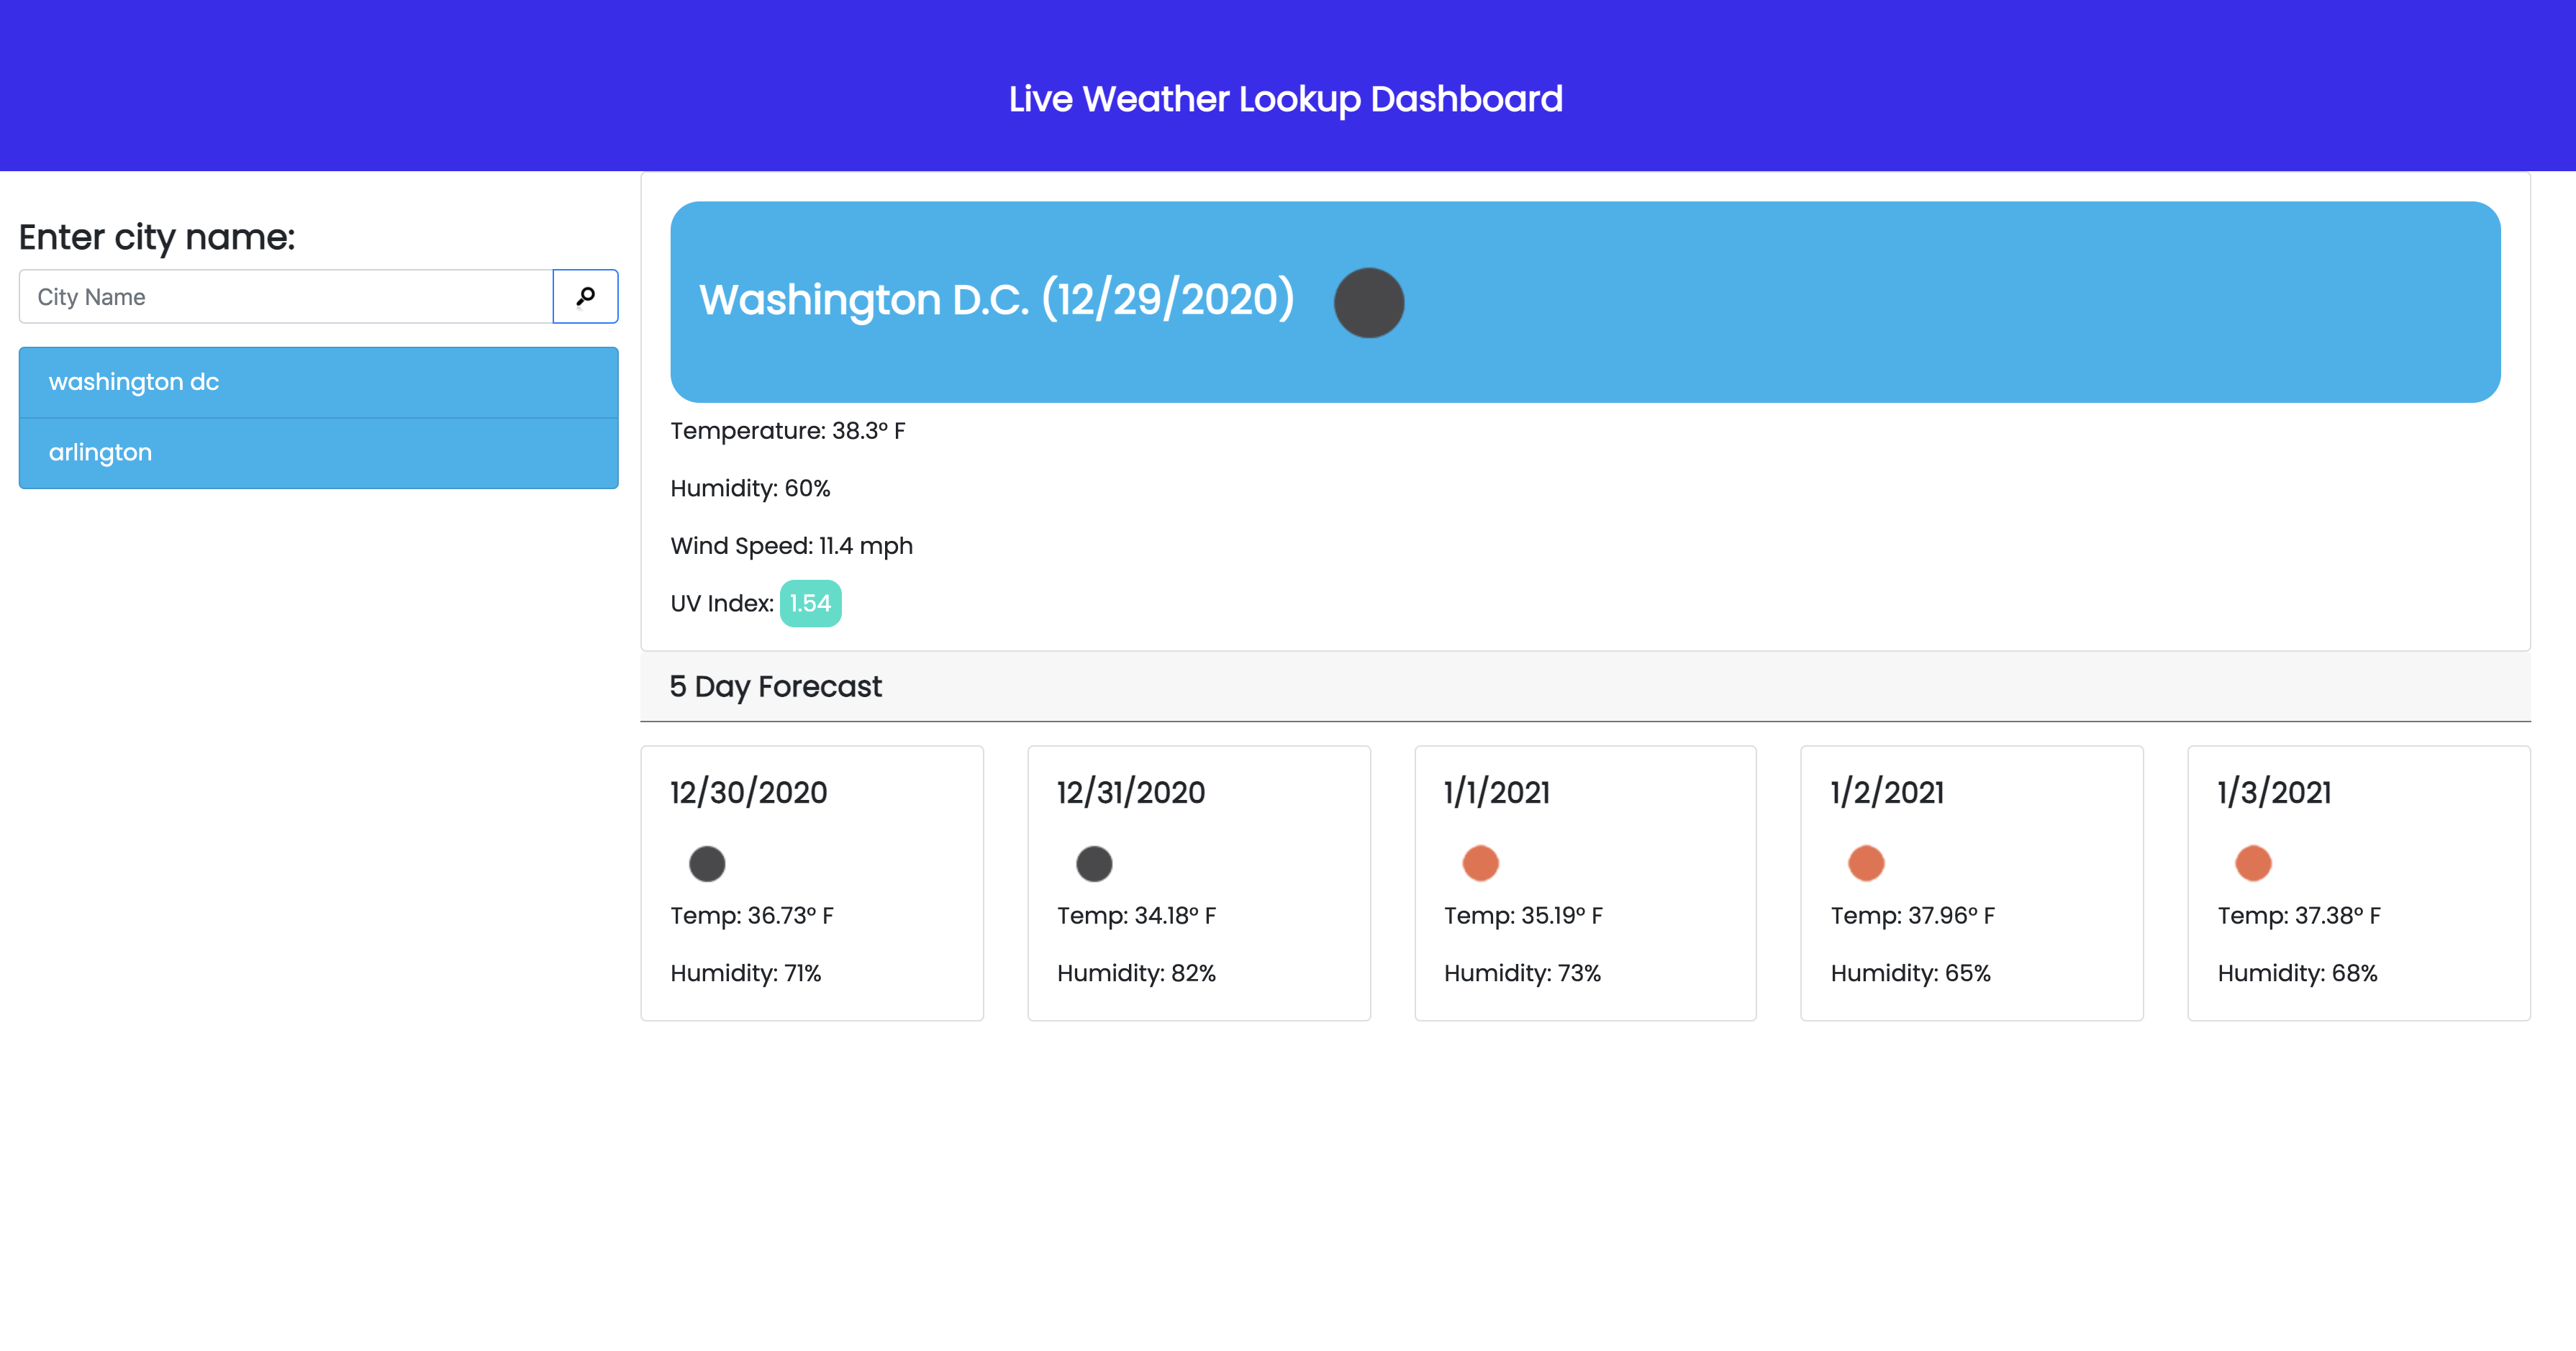 Live Weather Lookup Dashboard
Enter city name:
City Name
washington dc
arlington
Washington D.C. (12/29/2020)
Temperature: 38.3° F
Humidity: 60%
Wind Speed: 11.4 mph
UV Index: 1.54
5 Day Forecast
12/30/2020
Temp: 36.73° F
Humidity: 71%
12/31/2020
Temp: 34.18° F
Humidity: 82%
1/1/2021
Temp: 35.19° F
Humidity: 73%
1/2/2021
Temp: 37.96° F
Humidity: 65%
1/3/2021
Temp: 37.38° F
Humidity: 68%